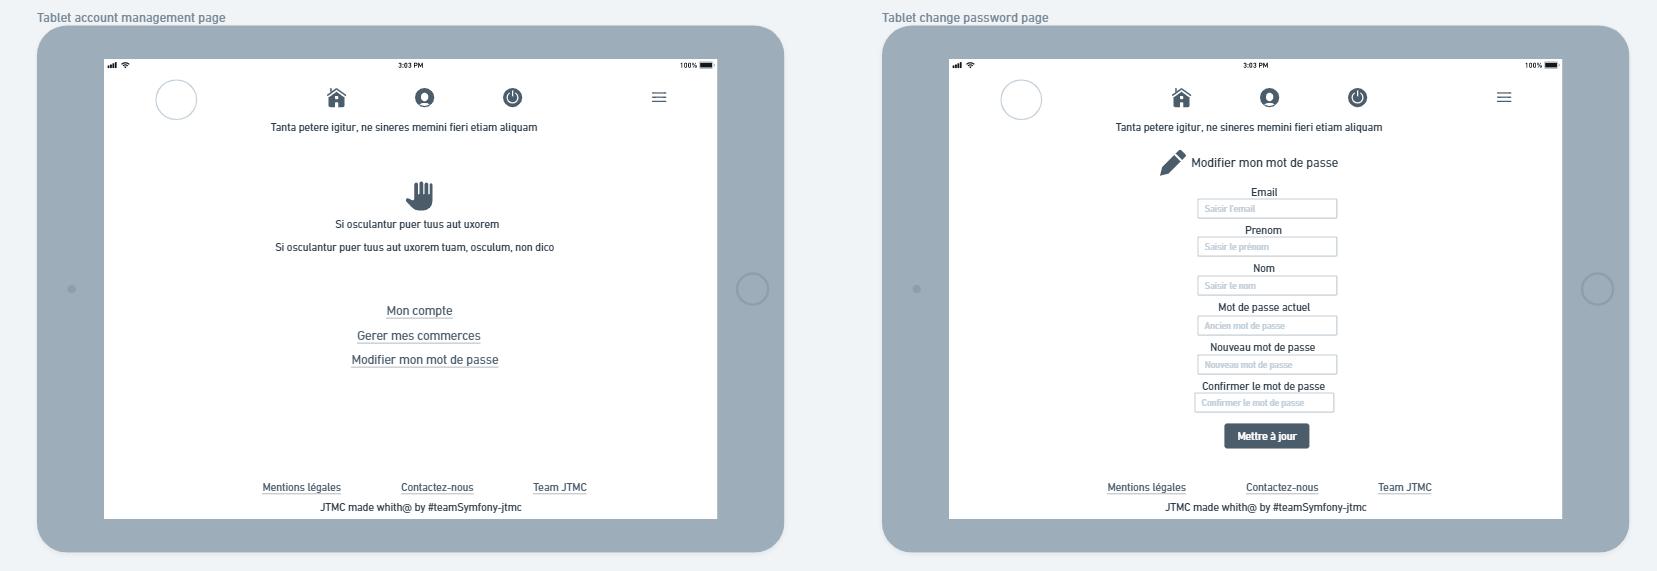 Tablet account management page
3:03 PM
100%
Tanta petere igitur, ne sineres memini fieri etiam aliquam
Si osculantur puer tuus aut uxorem
Si osculantur puer tuus aut uxorem tuam, osculum, non dico
Mon compte
Gerer mes commerces
Modifier mon mot de passe
Mentions légales
Contactez-nous
Team JTMC
JTMC made whith@ by #teamSymfony-jtmc
Tablet change password page
3:03 PM
100%
Tanta petere igitur, ne sineres memini fieri etiam aliquam
Modifier mon mot de passe
Email
Saisir l'email
Prenom
Saisir le prénom
Nom
Saisir le nom
Mot de passe actuel
Ancien mot de passe
Nouveau mot de passe
Nouveau mot de passe
Confirmer le mot de passe
Confirmer le mot de passe
Mettre à jour
Mentions légales
Contactez-nous
Team JTMC
JTMC made whith@ by #teamSymfony-jtmc